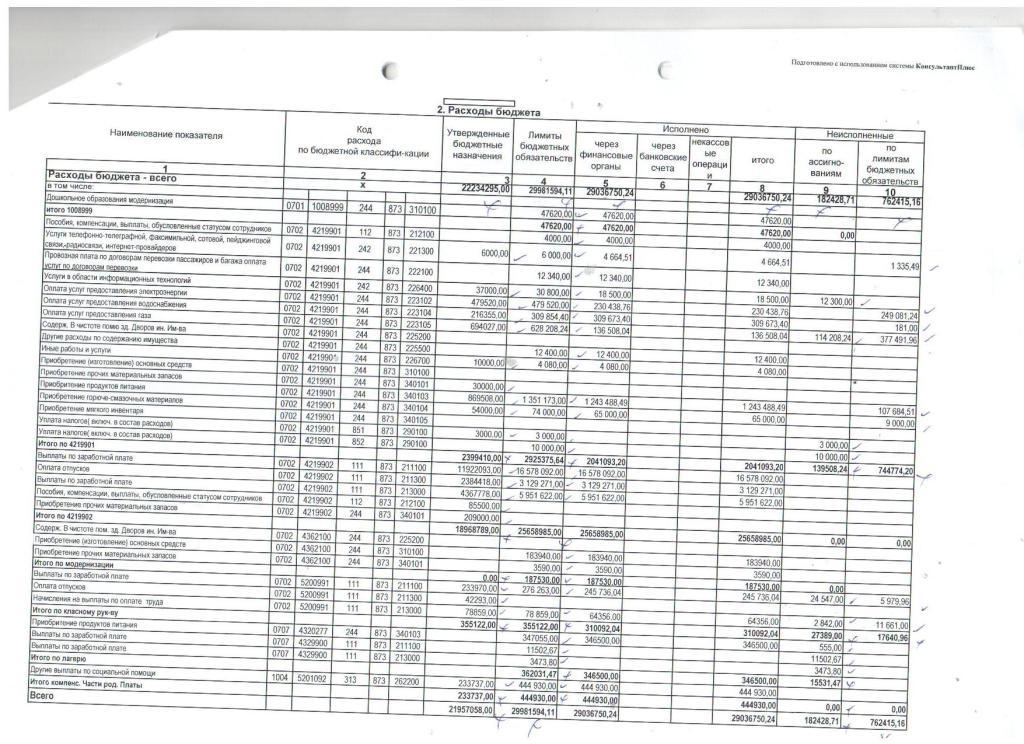 Подготовлено с использованием системы КонсультантПлюс
2. Расходы бюджета
Наименование показателя | Код расхода по бюджетной классифи-кации | Утвержденные бюджетные назначения | Лимиты бюджетных обязательств | Исполнено | Неисполненные
через финансовые органы | через банковские счета | некассовые операции | итого | по ассигно-ваниям | по лимитам бюджетных обязательств
1 | 2 | 3 | 4 | 5 | 6 | 7 | 8 | 9 | 10
Расходы бюджета - всего | х | 22234295,00 | 29981594,11 | 29036750,24 | 29036750,24 | 182428,71 | 762415,16
в том числе:
Дошкольное образования модернизация | 0701 | 1008999 | 244 | 873 | 310100 | 47620,00 | 47620,00 | 47620,00
итого 1008999 | 47620,00 | 47620,00 | 47620,00 | 0,00
Пособия, компенсации, выплаты, обусловленные статусом сотрудников | 0702 | 4219901 | 112 | 873 | 212100 | 4000,00 | 4000,00 | 4000,00
Услуги телефонно-телеграфной, факсимильной, сотовой, пейджинговой связи,радиосвязи, интернет-провайдеров | 0702 | 4219901 | 242 | 873 | 221300 | 6000,00 | 6 000,00 | 4 664,51 | 4 664,51 | 1 335,49
Провозная плата по договорам перевозки пассажиров и багажа оплата услуг по договорам перевозки | 0702 | 4219901 | 244 | 873 | 222100 | 12 340,00 | 12 340,00 | 12 340,00
Услуги в области информационных технологий | 0702 | 4219901 | 242 | 873 | 226400 | 37000,00 | 30 800,00 | 18 500,00 | 18 500,00 | 12 300,00
Оплата услуг предоставления электроэнергии | 0702 | 4219901 | 244 | 873 | 223102 | 479520,00 | 479 520,00 | 230 438,76 | 230 438,76 | 249 081,24
Оплата услуг предоставления водоснабжения | 0702 | 4219901 | 244 | 873 | 223104 | 216355,00 | 309 854,40 | 309 673,40 | 309 673,40 | 181,00
Оплата услуг предоставления газа | 0702 | 4219901 | 244 | 873 | 223105 | 694027,00 | 628 208,24 | 136 508,04 | 136 508,04 | 114 208,24 | 377 491,96
Содерж. В чистоте помю зд. Дворов ин. Им-ва | 0702 | 4219901 | 244 | 873 | 225200
Другие расходы по содержанию имущества | 0702 | 4219901 | 244 | 873 | 225500 | 12 400,00 | 12 400,00 | 12 400,00
Иные работы и услуги | 0702 | 4219901 | 244 | 873 | 226700 | 10000,00 | 4 080,00 | 4 080,00 | 4 080,00
Приобретение (изготовление) основных средств | 0702 | 4219901 | 244 | 873 | 310100
Приобретение прочих материальных запасов | 0702 | 4219901 | 244 | 873 | 340101 | 30000,00
Приобритение продуктов питания | 0702 | 4219901 | 244 | 873 | 340103 | 869508,00 | 1 351 173,00 | 1 243 488,49 | 1 243 488,49 | 107 684,51
Приобретение горюче-смазочных материалов | 0702 | 4219901 | 244 | 873 | 340104 | 54000,00 | 74 000,00 | 65 000,00 | 65 000,00 | 9 000,00
Приобретение мягкого инвентаря | 0702 | 4219901 | 244 | 873 | 340105
Уплата налогов( включ. в состав расходов) | 0702 | 4219901 | 851 | 873 | 290100 | 3000,00 | 3 000,00 | 3 000,00
Уплата налогов( включ. в состав расходов) | 0702 | 4219901 | 852 | 873 | 290100 | 10 000,00 | 10 000,00
Итого по 4219901 | 2399410,00 | 2925375,64 | 2041093,20 | 2041093,20 | 139508,24 | 744774,20
Выплаты по заработной плате | 0702 | 4219902 | 111 | 873 | 211100 | 11922093,00 | 16 578 092,00 | 16 578 092,00 | 16 578 092,00
Оплата отпусков | 0702 | 4219902 | 111 | 873 | 211300 | 2384418,00 | 3 129 271,00 | 3 129 271,00 | 3 129 271,00
Выплаты по заработной плате | 0702 | 4219902 | 111 | 873 | 213000 | 4367778,00 | 5 951 622,00 | 5 951 622,00 | 5 951 622,00
Пособия, компенсации, выплаты, обусловленные статусом сотрудников | 0702 | 4219902 | 112 | 873 | 212100 | 85500,00
Приобретение прочих материальных запасов | 0702 | 4219902 | 244 | 873 | 340101 | 209000,00
Итого по 4219902 | 18968789,00 | 25658985,00 | 25658985,00 | 25658985,00 | 0,00 | 0,00
Содерж. В чистоте пом. зд. Дворов ин. Им-ва | 0702 | 4362100 | 244 | 873 | 225200
Приобретение (изготовление) основных средств | 0702 | 4362100 | 244 | 873 | 310100 | 183940,00 | 183940,00 | 183940,00
Приобретение прочих материальных запасов | 0702 | 4362100 | 244 | 873 | 340101 | 3590,00 | 3590,00 | 3590,00
Итого по модернизации | 0,00 | 187530,00 | 187530,00 | 187530,00 | 0,00
Выплаты по заработной плате | 0702 | 5200991 | 111 | 873 | 211100 | 233970,00 | 276 263,00 | 245 736,04 | 245 736,04 | 24 547,00 | 5 979,96
Оплата отпусков | 0702 | 5200991 | 111 | 873 | 211300 | 42293,00
Начисления на выплаты по оплате труда | 0702 | 5200991 | 111 | 873 | 213000 | 78859,00 | 78 859,00 | 64356,00 | 64356,00 | 2 842,00 | 11 661,00
Итого по класному рук-ву | 355122,00 | 355122,00 | 310092,04 | 310092,04 | 27389,00 | 17640,96
Приобритение продуктов питания | 0707 | 4320277 | 244 | 873 | 340103 | 347055,00 | 346500,00 | 346500,00 | 555,00
Выплаты по заработной плате | 0707 | 4329900 | 111 | 873 | 211100 | 11502,67 | 11502,67
Выплаты по заработной плате | 0707 | 4329900 | 111 | 873 | 213000 | 3473,80 | 3473,80
Итого по лагерю | 362031,47 | 346500,00 | 346500,00 | 15531,47
Другие выплаты по социальной помощи | 1004 | 5201092 | 313 | 873 | 262200 | 233737,00 | 444 930,00 | 444 930,00 | 444 930,00
Итого компенс. Части род. Платы | 233737,00 | 444930,00 | 444930,00 | 444930,00 | 0,00 | 0,00
Всего | 21957058,00 | 29981594,11 | 29036750,24 | 29036750,24 | 182428,71 | 762415,16